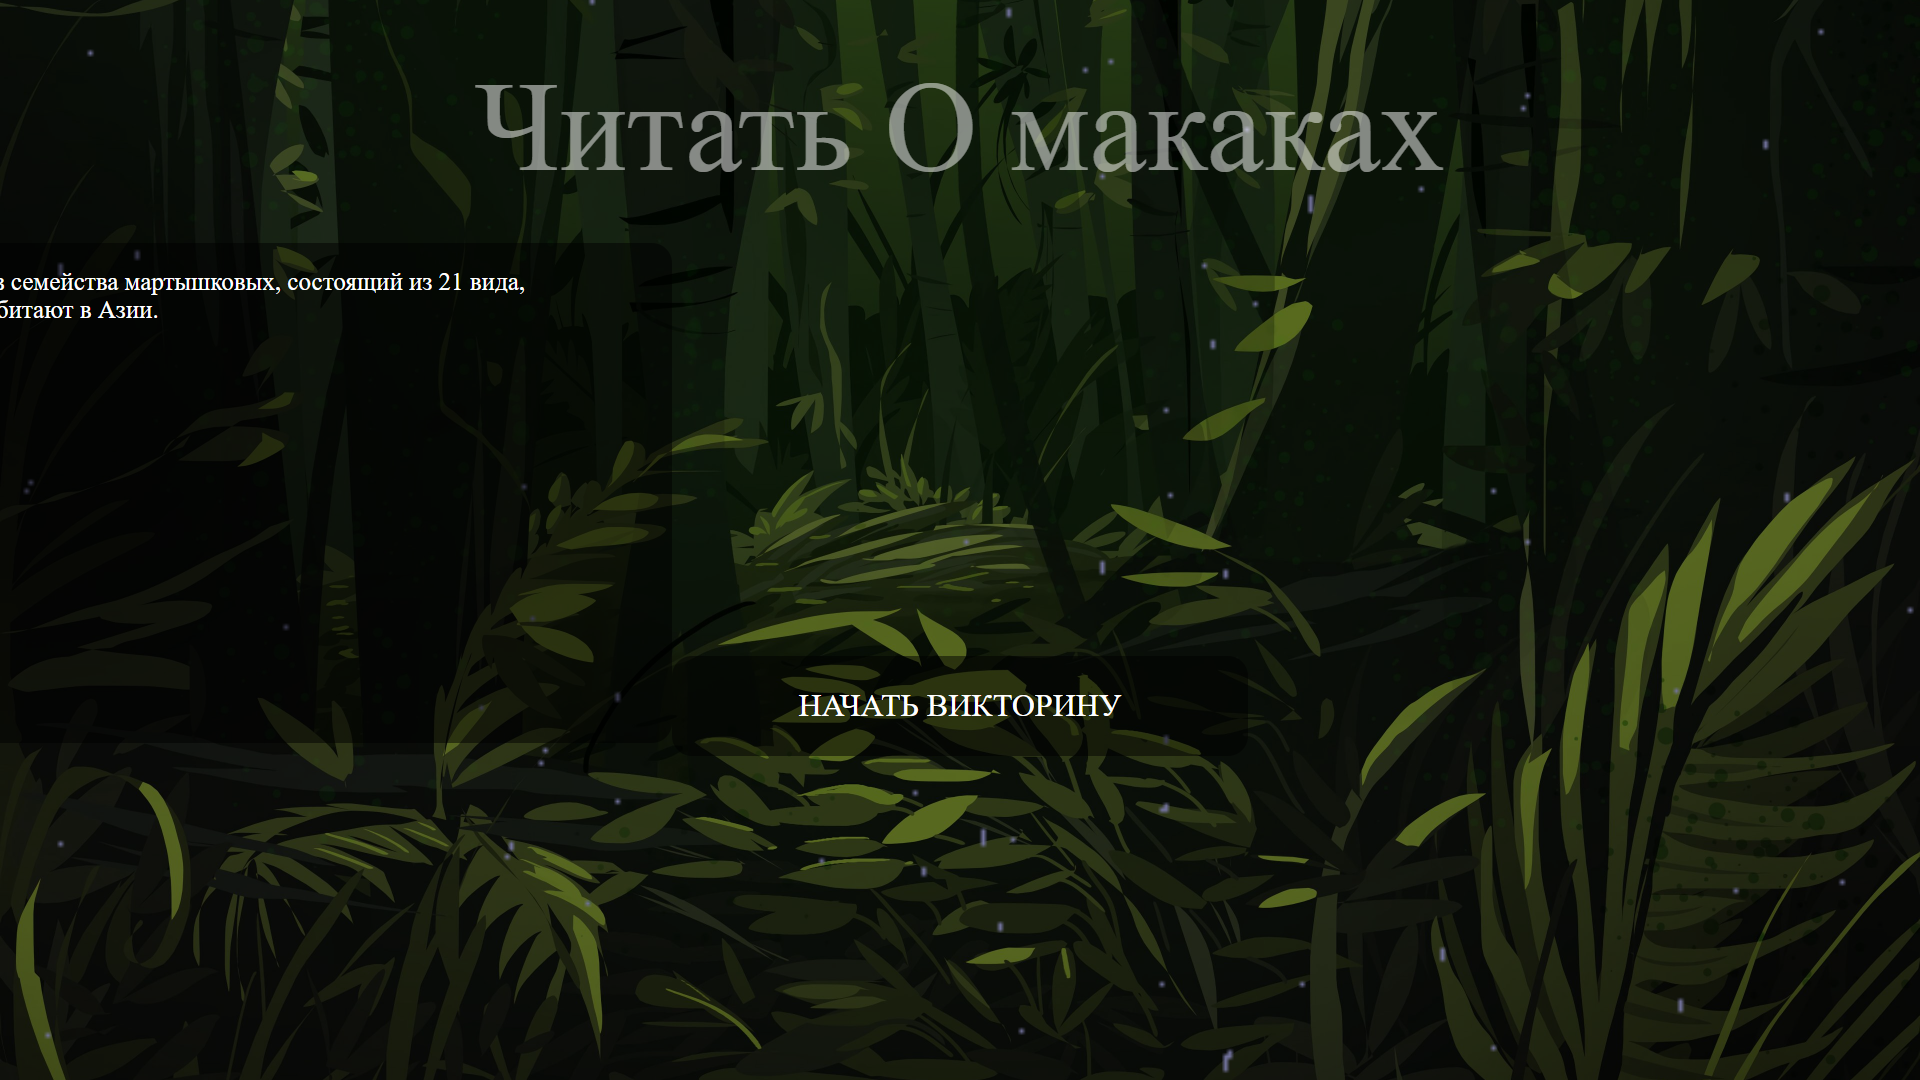 Читать О макаках
в семейства мартышковых, состоящий из 21 вида,
битают в Азии.
НАЧАТЬ ВИКТОРИНУ